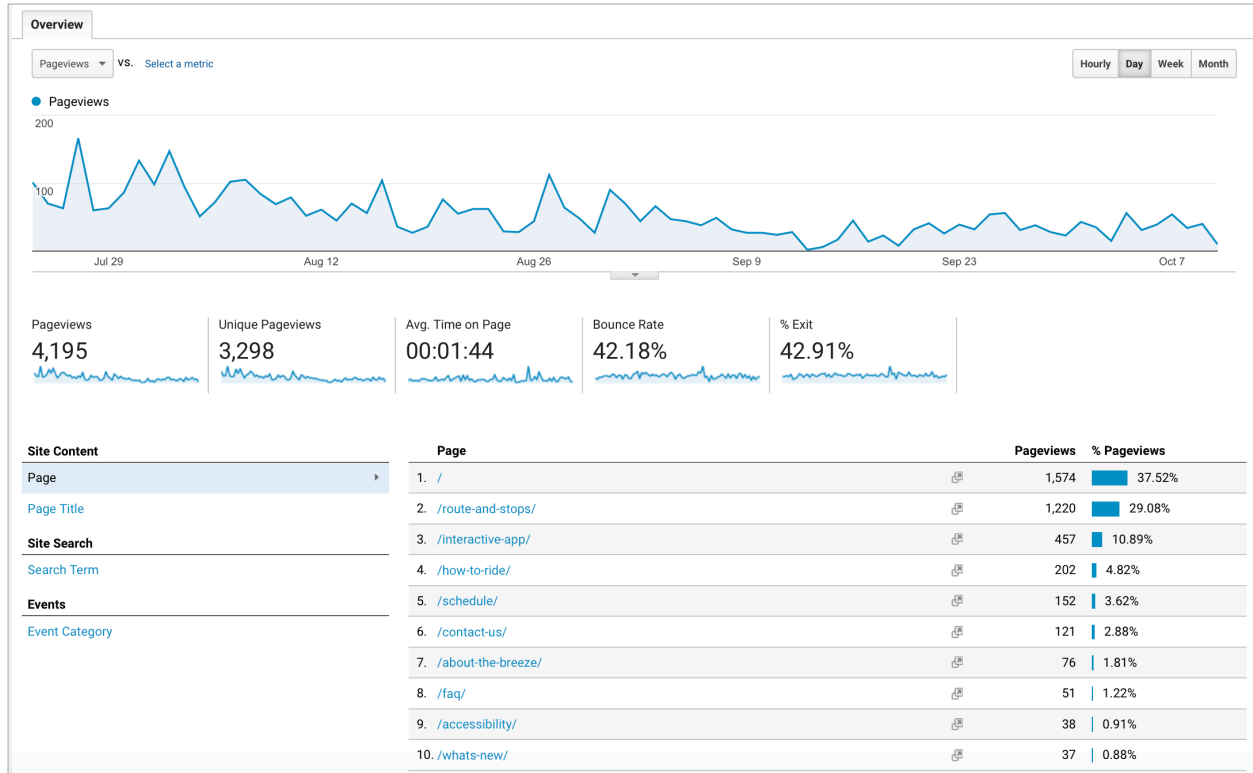 Overview
Pageviews VS. Select a metric Hourly Day Week Month
Pageviews
200
100
Jul 29 Aug 12 Aug 26 Sep 9 Sep 23 Oct 7
Pageviews Unique Pageviews Avg. Time on Page Bounce Rate % Exit
4,195 3,298 00:01:44 42.18% 42.91%
Site Content
Page
Page Title
Site Search
Search Term
Events
Event Category
Page Pageviews % Pageviews
1. / 1,574 37.52%
2. /route-and-stops/ 1,220 29.08%
3. /interactive-app/ 457 10.89%
4. /how-to-ride/ 202 4.82%
5. /schedule/ 152 3.62%
6. /contact-us/ 121 2.88%
7. /about-the-breeze/ 76 1.81%
8. /faq/ 51 1.22%
9. /accessibility/ 38 0.91%
10. /whats-new/ 37 0.88%